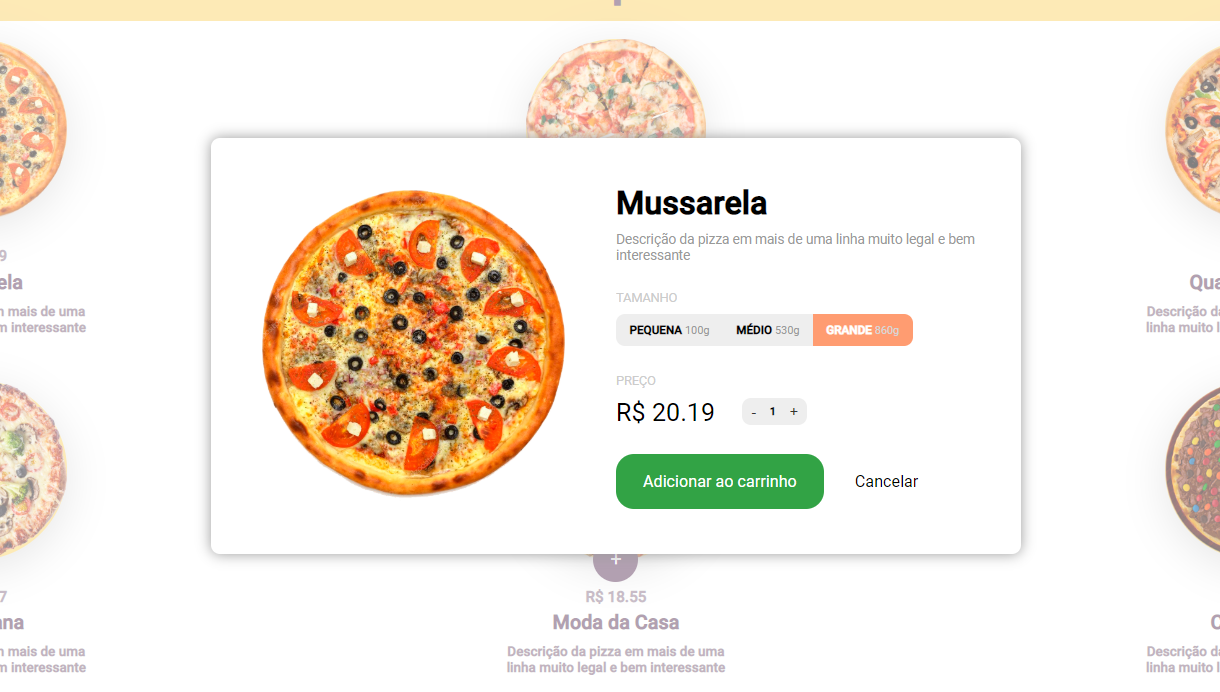 Mussarela
Descrição da pizza em mais de uma linha muito legal e bem
interessante
TAMANHO
PEQUENA 100g MÉDIO 530g GRANDE 860g
PREÇO
R$ 20.19 - 1 +
Adicionar ao carrinho Cancelar
9
ela
m mais de uma
m interessante
Qua
Descrição da
linha muito l
+
7
R$ 18.55
ana
Moda da Casa
m mais de uma
m interessante
Descrição da pizza em mais de uma
linha muito legal e bem interessante
Descrição da
linha muito l